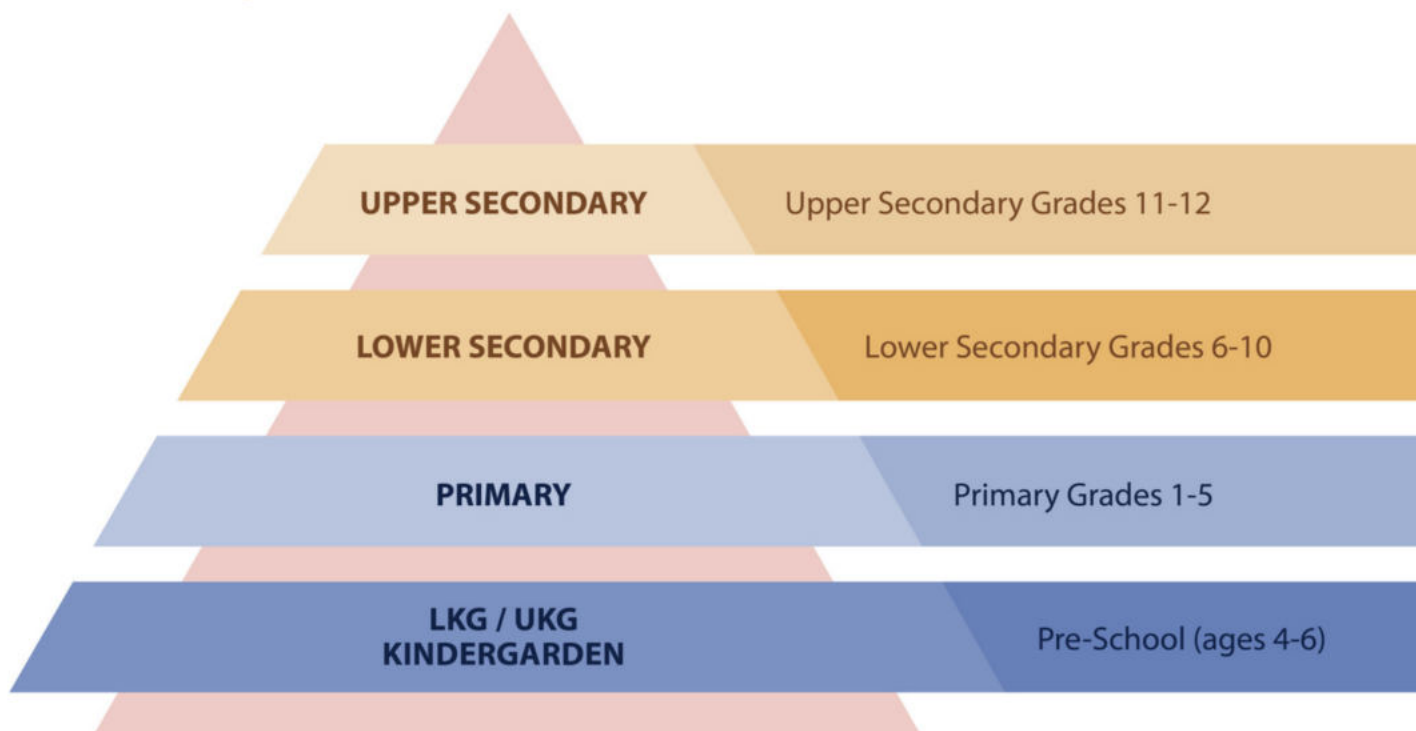 UPPER SECONDARY
Upper Secondary Grades 11-12
LOWER SECONDARY
Lower Secondary Grades 6-10
PRIMARY
Primary Grades 1-5
LKG / UKG
KINDERGARDEN
Pre-School (ages 4-6)